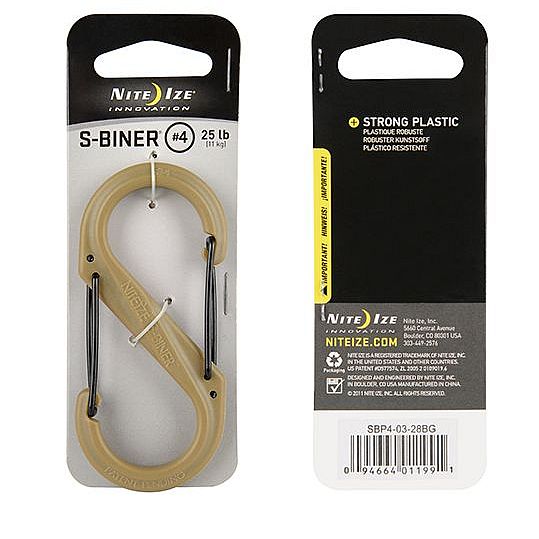 NITE IZE®
INNOVATION
S-BINER® #4 25 lb
(11 kg)
NITE IZE S-BINER
PATENT PENDING
+ STRONG PLASTIC
PLASTIQUE ROBUSTE
ROBUSTER KUNSTSOFF
PLÁSTICO RESISTENTE
IMPORTANT! HINWEIS! ¡IMPORTANTE!
NITE IZE
INNOVATION
NITEIZE.COM
Nite Ize, Inc.
5660 Central Avenue
Boulder, CO 80301 USA
303-449-2576
Packaging
NITE IZE IS A REGISTERED TRADEMARK OF NITE IZE, INC.
IN THE UNITED STATES AND OTHER COUNTRIES.
US PATENT #D577574, ZL 2005 2 0109019.6
DESIGNED AND ENGINEERED BY NITE IZE, INC.
IN BOULDER, CO USA MANUFACTURED IN CHINA.
© 2011 NITE IZE, INC. ALL RIGHTS RESERVED.
SBP4-03-28BG
0 94664 01199 1